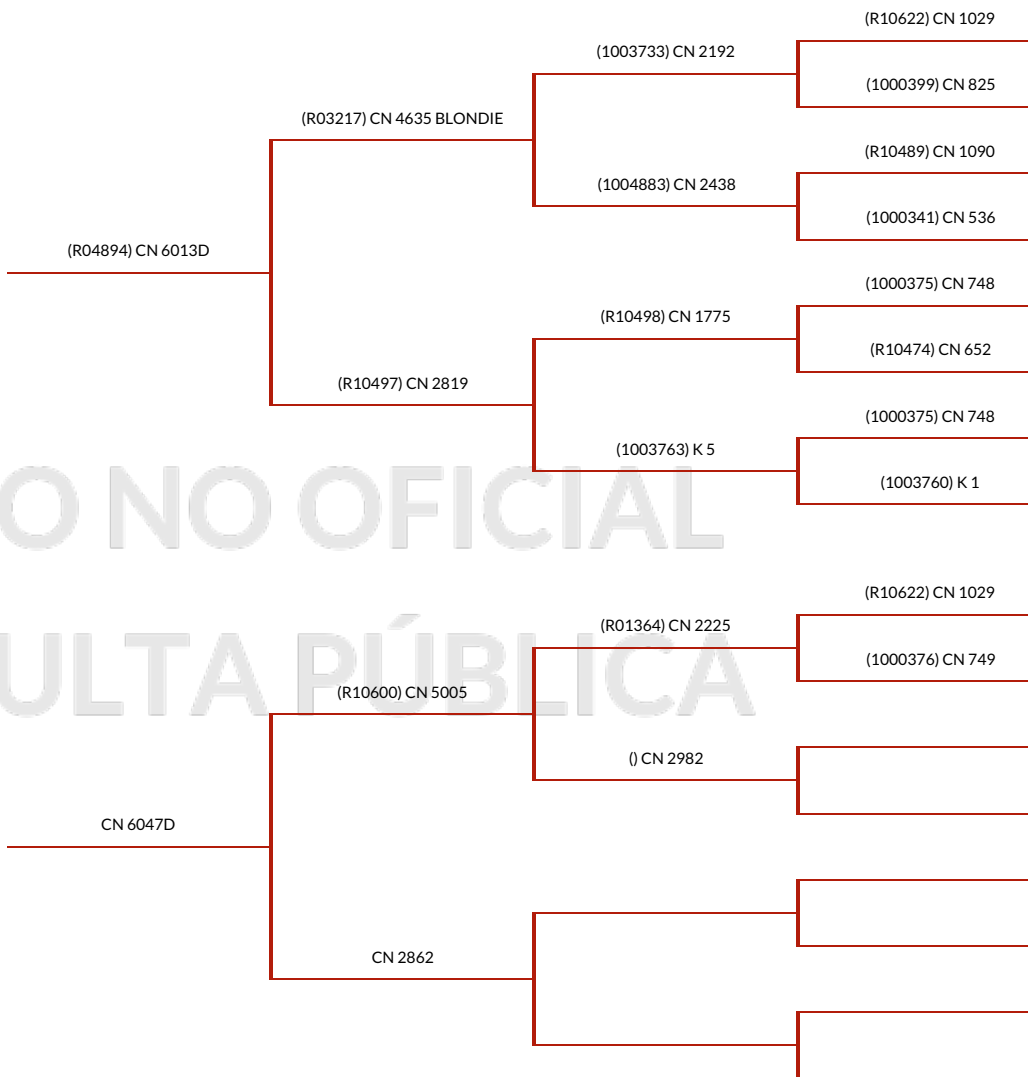 (R10622) CN 1029
(1003733) CN 2192
(1000399) CN 825
(R03217) CN 4635 BLONDIE
(R10489) CN 1090
(1004883) CN 2438
(1000341) CN 536
(R04894) CN 6013D
(1000375) CN 748
(R10498) CN 1775
(R10474) CN 652
(R10497) CN 2819
(1000375) CN 748
(1003763) K 5
(1003760) K 1
O NO OFICIAL
(R10622) CN 1029
(R01364) CN 2225
(1000376) CN 749
ULTA PÚBLICA
(R10600) CN 5005
() CN 2982
CN 6047D
CN 2862